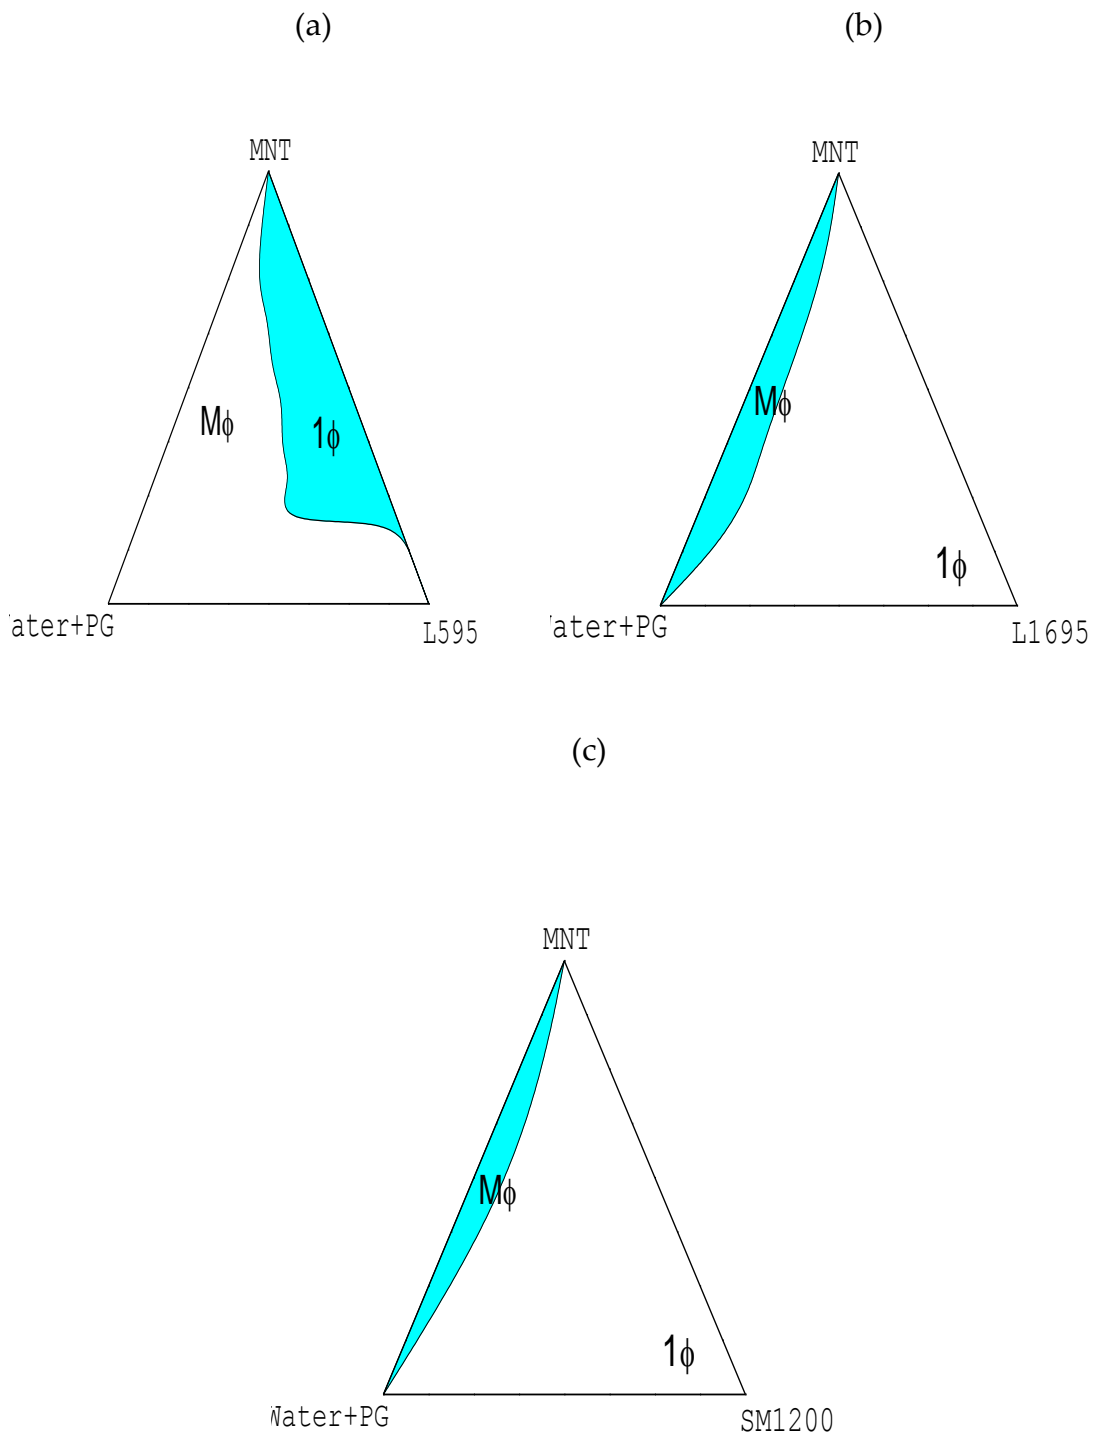 (a) (b)
MNT MNT
Mϕ 1ϕ Mϕ
1ϕ
ater+PG L595 ater+PG L1695
(c)
MNT
Mϕ
1ϕ
Water+PG SM1200